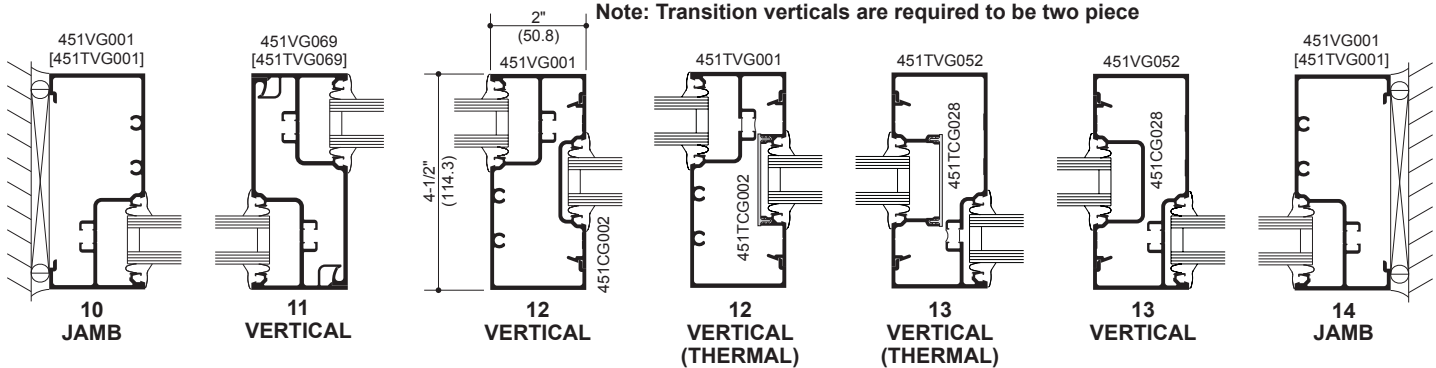 Note: Transition verticals are required to be two piece
451VG001
[451TVG001]
10
JAMB
451VG069
[451TVG069]
11
VERTICAL
2"
(50.8)
4-1/2"
(114.3)
451VG001
451CG002
12
VERTICAL
451TVG001
451TCG002
12
VERTICAL
(THERMAL)
451TVG052
451TCG028
13
VERTICAL
(THERMAL)
451VG052
451CG028
13
VERTICAL
451VG001
[451TVG001]
14
JAMB